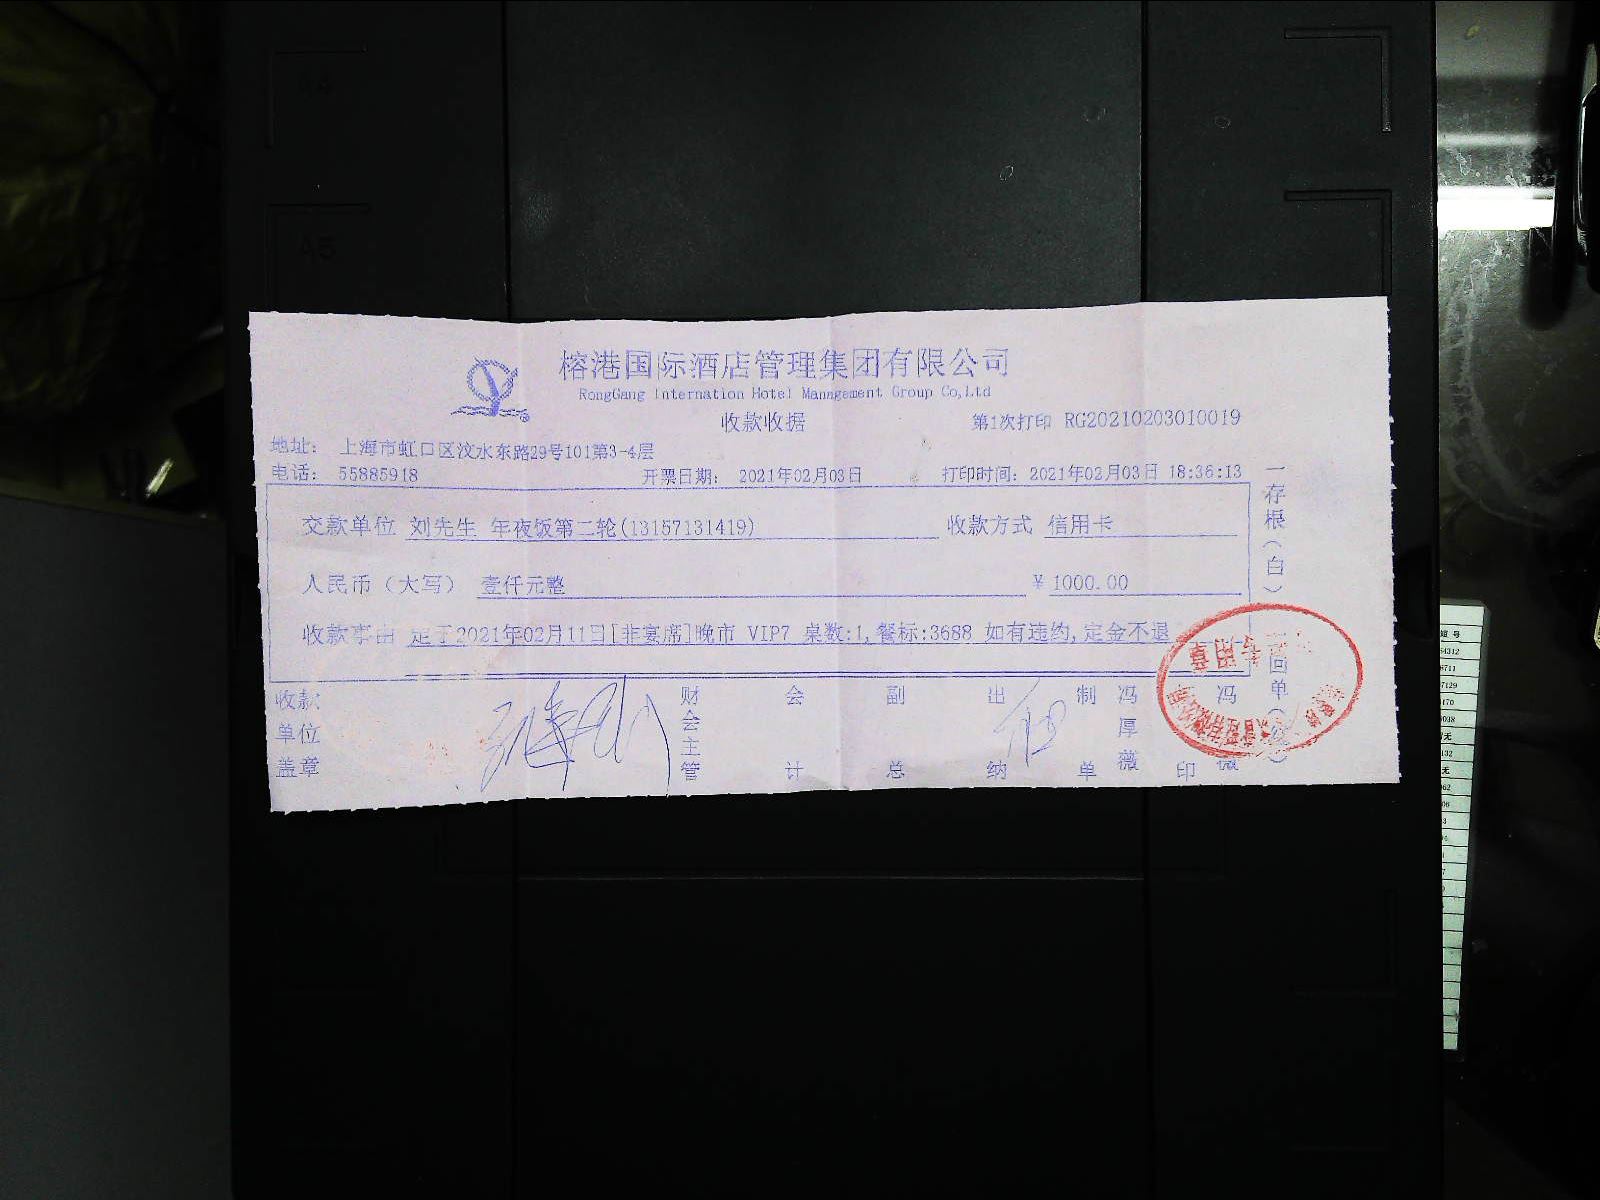 榕港国际酒店管理集团有限公司
RongGang Internation Hotel Management Group Co,Ltd
收款收据 第1次打印 RG20210203010019
地址： 上海市虹口区汶水东路29号101第3-4层
电话： 55885918 开票日期： 2021年02月03日 打印时间：2021年02月03日 18:36:13
交款单位 刘先生 年夜饭第二轮(13157131419) 收款方式 信用卡
人民币（大写） 壹仟元整 ¥ 1000.00
收款事由 定于2021年02月11日[非宴席]晚市 VIP7 桌数:1,餐标:3688 如有违约,定金不退
收款单位盖章 财会主管 会计 副总 出纳 制单 冯厚薇 印 冯 薇
一存根（白） 回单
专用章
45